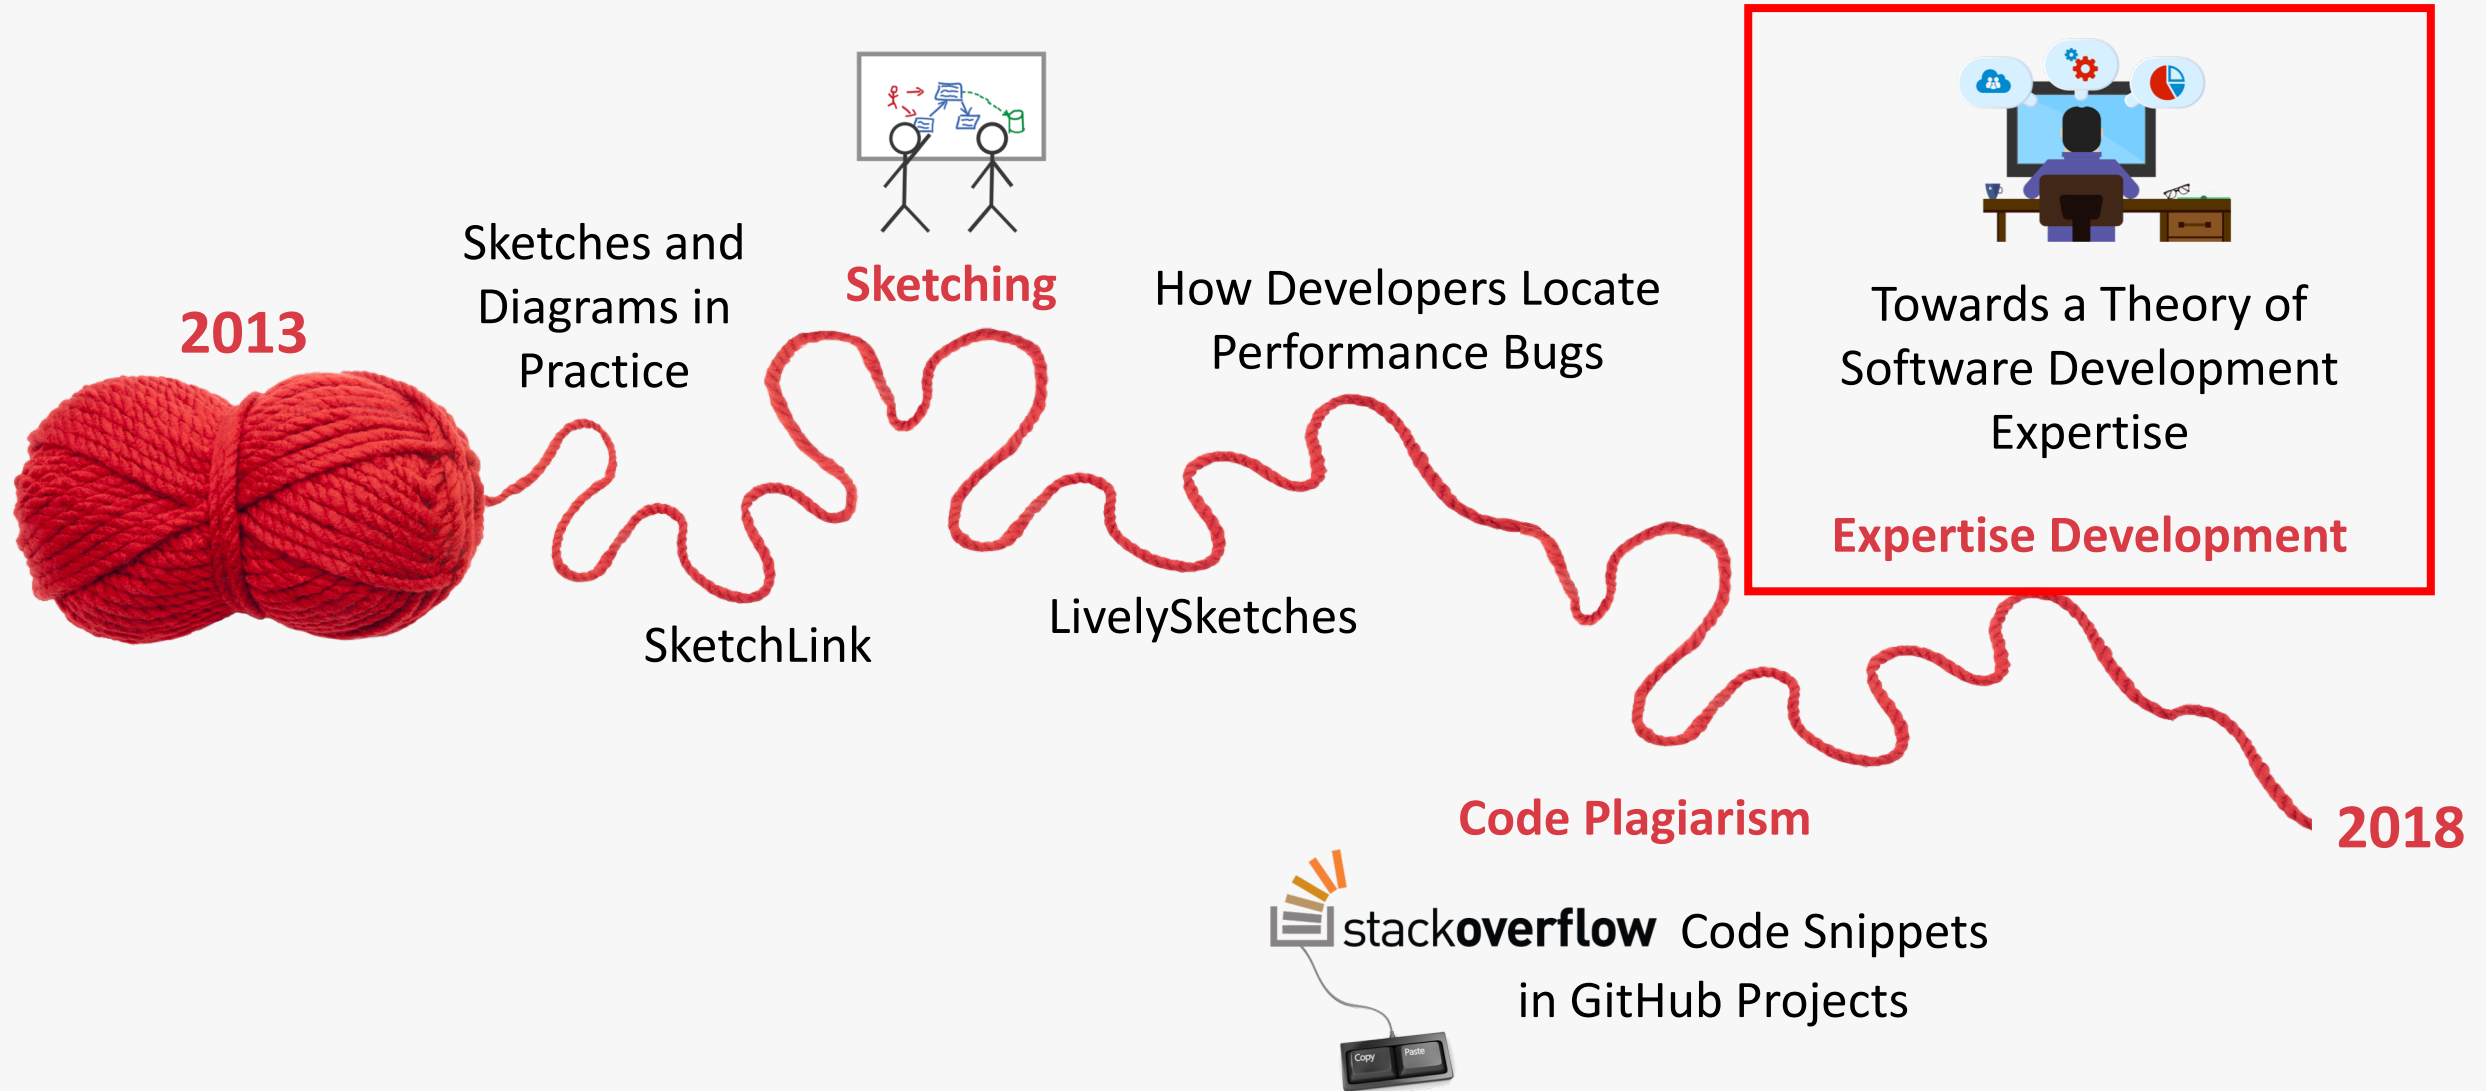 2013
Sketches and
Diagrams in
Practice
SketchLink
Sketching
LivelySketches
How Developers Locate
Performance Bugs
Code Plagiarism
stackoverflow Code Snippets
in GitHub Projects
Copy Paste
Towards a Theory of
Software Development
Expertise
Expertise Development
2018